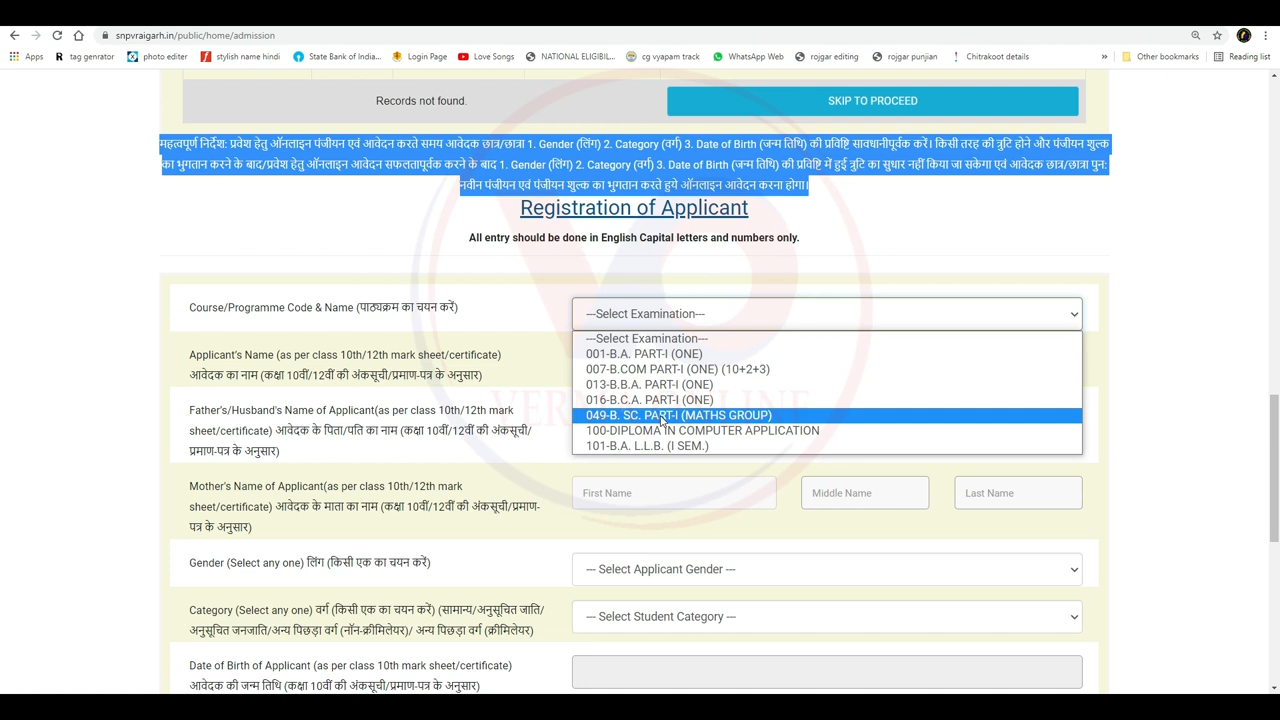 snpvraigarh.in/public/home/admission
Apps tag genrator photo editer stylish name hindi State Bank of India... Login Page Love Songs NATIONAL ELIGIBIL... cg vyapam track WhatsApp Web rojgar editing rojgar punjian Chitrakoot details » Other bookmarks Reading list
Records not found. SKIP TO PROCEED
महत्वपूर्ण निर्देश: प्रवेश हेतु ऑनलाइन पंजीयन एवं आवेदन करते समय आवेदक छात्र/छात्रा 1. Gender (लिंग) 2. Category (वर्ग) 3. Date of Birth (जन्म तिथि) की प्रविष्टि सावधानीपूर्वक करें। किसी तरह की त्रुटि होने और पंजीयन शुल्क
का भुगतान करने के बाद/प्रवेश हेतु ऑनलाइन आवेदन सफलतापूर्वक करने के बाद 1. Gender (लिंग) 2. Category (वर्ग) 3. Date of Birth (जन्म तिथि) की प्रविष्टि में हुई त्रुटि का सुधार नहीं किया जा सकेगा एवं आवेदक छात्र/छात्रा पुन:
नवीन पंजीयन एवं पंजीयन शुल्क का भुगतान करते हुये ऑनलाइन आवेदन करना होगा।
Registration of Applicant
All entry should be done in English Capital letters and numbers only.
Course/Programme Code & Name (पाठ्यक्रम का चयन करें)
---Select Examination---
---Select Examination---
001-B.A. PART-I (ONE)
007-B.COM PART-I (ONE) (10+2+3)
013-B.B.A. PART-I (ONE)
016-B.C.A. PART-I (ONE)
049-B. SC. PART-I (MATHS GROUP)
100-DIPLOMA IN COMPUTER APPLICATION
101-B.A. L.L.B. (I SEM.)
Applicant's Name (as per class 10th/12th mark sheet/certificate)
आवेदक का नाम (कक्षा 10वीं/12वीं की अंकसूची/प्रमाण-पत्र के अनुसार)
Father's/Husband's Name of Applicant(as per class 10th/12th mark
sheet/certificate) आवेदक के पिता/पति का नाम (कक्षा 10वीं/12वीं की अंकसूची/
प्रमाण-पत्र के अनुसार)
Mother's Name of Applicant(as per class 10th/12th mark
sheet/certificate) आवेदक के माता का नाम (कक्षा 10वीं/12वीं की अंकसूची/प्रमाण-
पत्र के अनुसार)
First Name Middle Name Last Name
Gender (Select any one) लिंग (किसी एक का चयन करें)
--- Select Applicant Gender ---
Category (Select any one) वर्ग (किसी एक का चयन करें) (सामान्य/अनुसूचित जाति/
अनुसूचित जनजाति/अन्य पिछड़ा वर्ग (नॉन-क्रीमिलेयर)/ अन्य पिछड़ा वर्ग (क्रीमिलेयर)
--- Select Student Category ---
Date of Birth of Applicant (as per class 10th mark sheet/certificate)
आवेदक की जन्म तिथि (कक्षा 10वीं की अंकसूची/प्रमाण-पत्र के अनुसार)